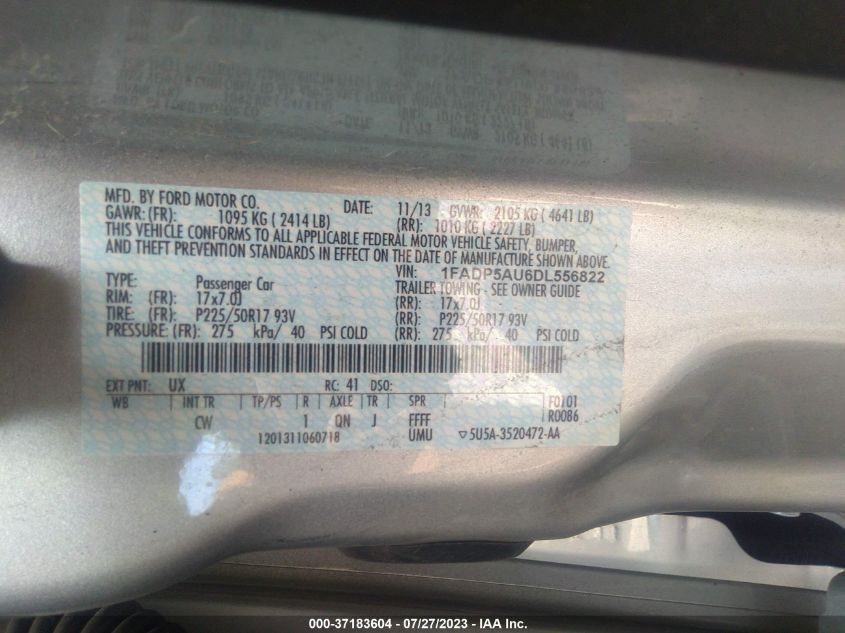 MFD. BY FORD MOTOR CO. DATE: 11/13 GVWR: 2105 KG ( 4641 LB)
GAWR: (FR): 1095 KG ( 2414 LB) (RR): 1010 KG ( 2227 LB)
THIS VEHICLE CONFORMS TO ALL APPLICABLE FEDERAL MOTOR VEHICLE SAFETY, BUMPER,
AND THEFT PREVENTION STANDARDS IN EFFECT ON THE DATE OF MANUFACTURE SHOWN ABOVE.
VIN: 1FADP5AU6DL556822
TYPE: Passenger Car TRAILER TOWING - SEE OWNER GUIDE
RIM: (FR): 17x7.0J (RR): 17x7.0J
TIRE: (FR): P225/50R17 93V (RR): P225/50R17 93V
PRESSURE: (FR): 275 kPa/ 40 PSI COLD (RR): 275 kPa/ 40 PSI COLD
EXT PNT: UX RC: 41 DSO:
WB INT TR TP/PS R AXLE TR SPR F0101
CW 1 QN J FFFF R0086
1201311060718 UMU ▽5U5A-3520472-AA
000-37183604 / 07/27/2023 - IAA Inc.